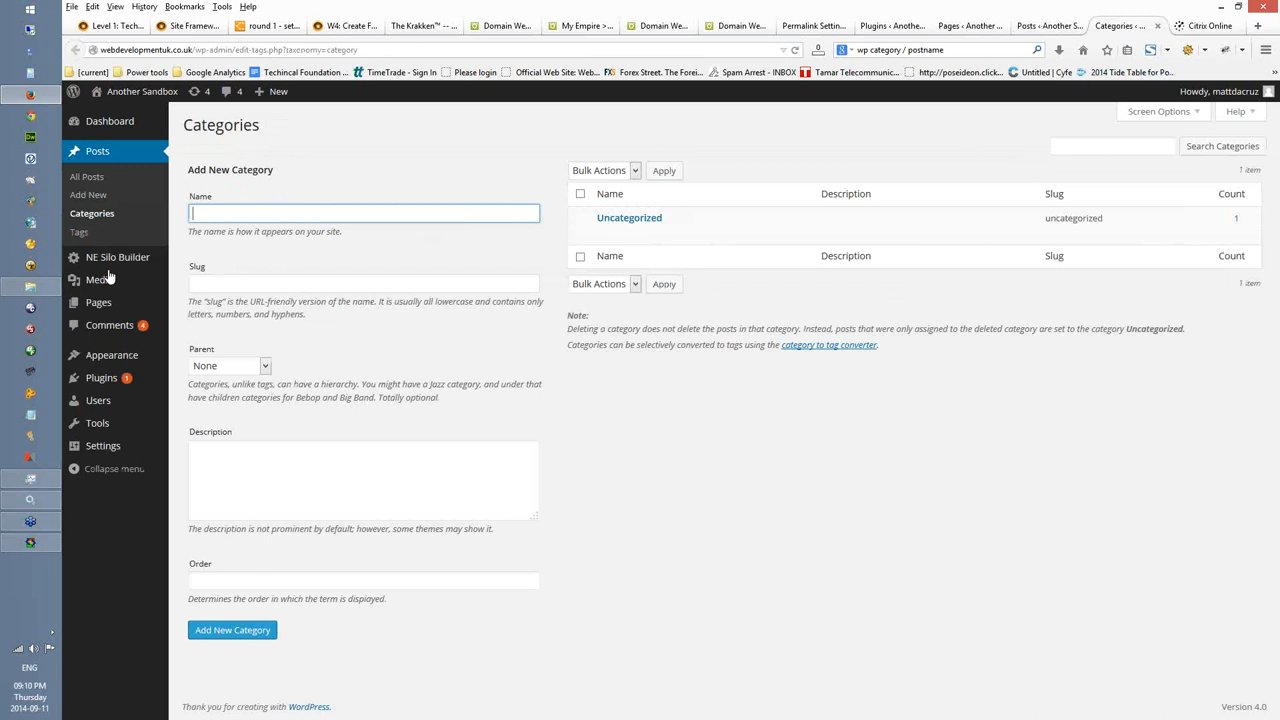 File Edit View History Bookmarks Tools Help
Level 1: Tech... Site Framew... round 1 - set... W4: Create F... The Krakken™ -... Domain We... My Empire >... Domain We... Domain We... Permalink Settin... Plugins ‹ Anothe... Pages ‹ Another ... Posts ‹ Another S... Categories ‹ ... Citrix Online
webdevelopmentuk.co.uk/wp-admin/edit-tags.php?taxonomy=category wp category / postname
[current] Power tools Google Analytics Techincal Foundation ... TimeTrade - Sign In Please login Official Web Site: Web... Forex Street. The Forei... Spam Arrest - INBOX Tamar Telecommunic... http://poseidon.click... Untitled | Cyfe 2014 Tide Table for Po...
Another Sandbox 4 4 New Howdy, mattdacruz
Dashboard
Screen Options Help
Categories
Posts
Search Categories
Add New Category
Bulk Actions Apply 1 item
All Posts
Name
Name Description Slug Count
Add New
Categories
Uncategorized uncategorized 1
Tags
The name is how it appears on your site.
NE Silo Builder
Name Description Slug Count
Slug
Bulk Actions Apply 1 item
Pages
The “slug” is the URL-friendly version of the name. It is usually all lowercase and contains only
letters, numbers, and hyphens.
Note:
Comments 4
Deleting a category does not delete the posts in that category. Instead, posts that were only assigned to the deleted category are set to the category Uncategorized.
Categories can be selectively converted to tags using the category to tag converter.
Parent
Appearance
None
Plugins 1
Categories, unlike tags, can have a hierarchy. You might have a Jazz category, and under that
have children categories for Bebop and Big Band. Totally optional.
Users
Tools
Description
Settings
Collapse menu
The description is not prominent by default; however, some themes may show it.
Order
Determines the order in which the term is displayed.
Add New Category
ENG
09:10 PM
Thursday
2014-09-11
Thank you for creating with WordPress. Version 4.0